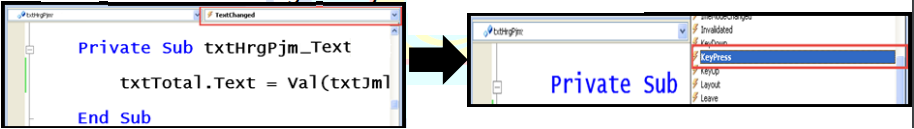 txtHrgPjm
TextChanged
Private Sub txtHrgPjm_Text
txtTotal.Text = Val(txtJml
End Sub
txtHrgPjm
ImeModeChanged
Invalidated
KeyDown
KeyPress
KeyUp
Layout
Leave
Private Sub